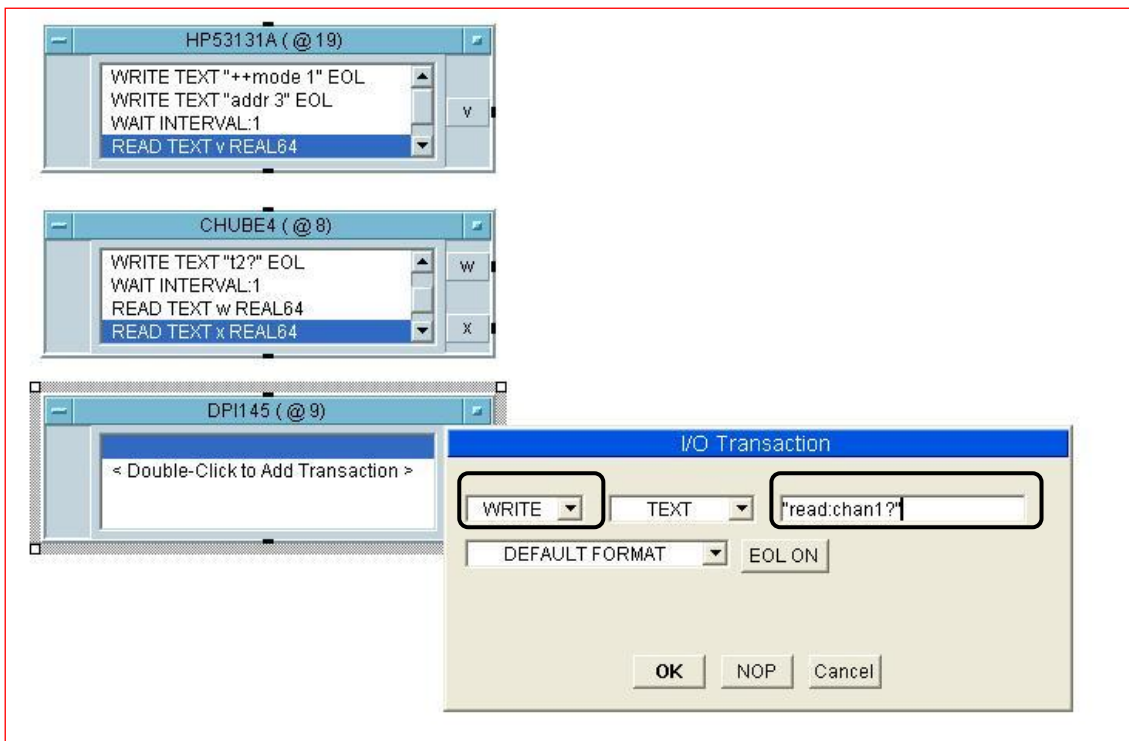 HP53131A ( @ 19)
WRITE TEXT "++mode 1" EOL
WRITE TEXT "addr 3" EOL
WAIT INTERVAL:1
READ TEXT v REAL64
V
CHUBE4 ( @ 8)
WRITE TEXT "t2?" EOL
WAIT INTERVAL:1
READ TEXT w REAL64
READ TEXT x REAL64
W
X
DPI145 ( @ 9)
< Double-Click to Add Transaction >
I/O Transaction
WRITE TEXT "read:chan1?"
DEFAULT FORMAT EOL ON
OK NOP Cancel